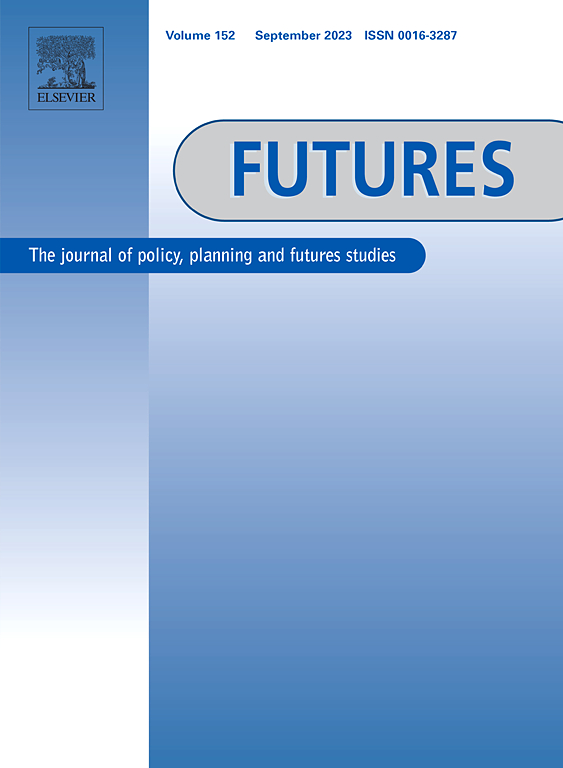 Volume 152 September 2023 ISSN 0016-3287
ELSEVIER
FUTURES
The journal of policy, planning and futures studies